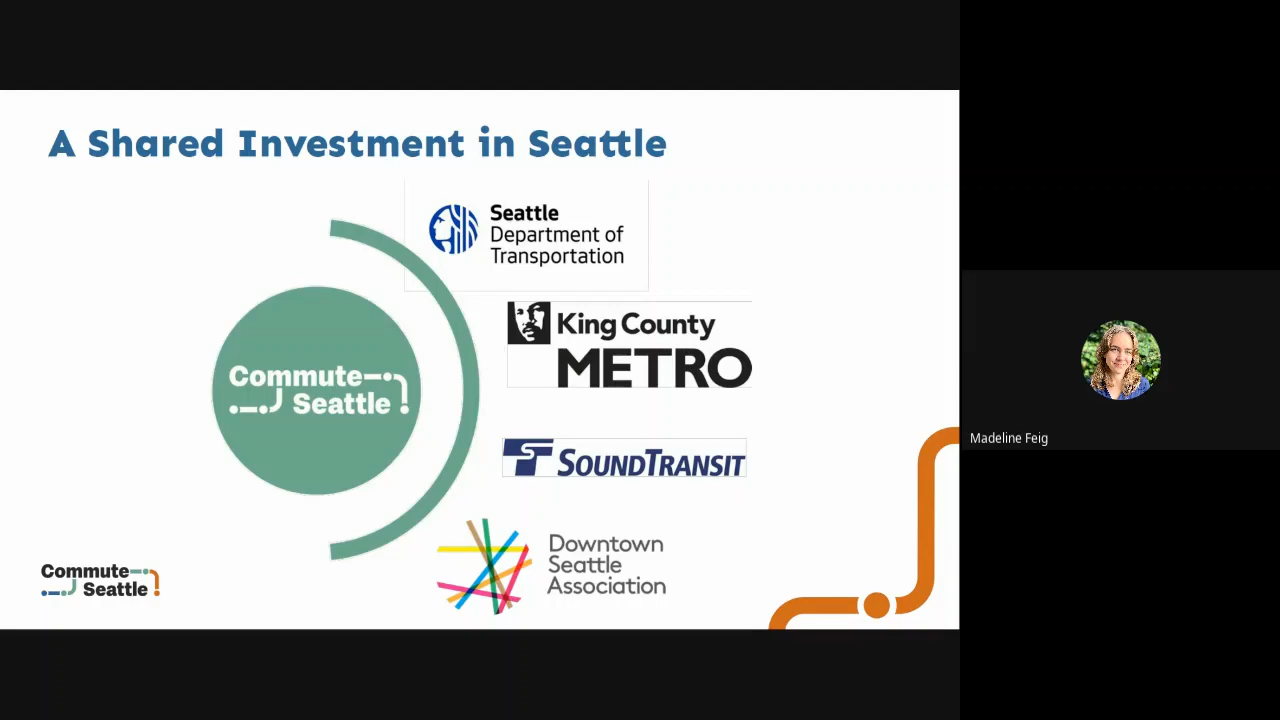 A Shared Investment in Seattle
Seattle
Department of
Transportation
King County
METRO
Commute
Seattle
SOUNDTRANSIT
Downtown
Seattle
Association
Commute
Seattle
Madeline Feig